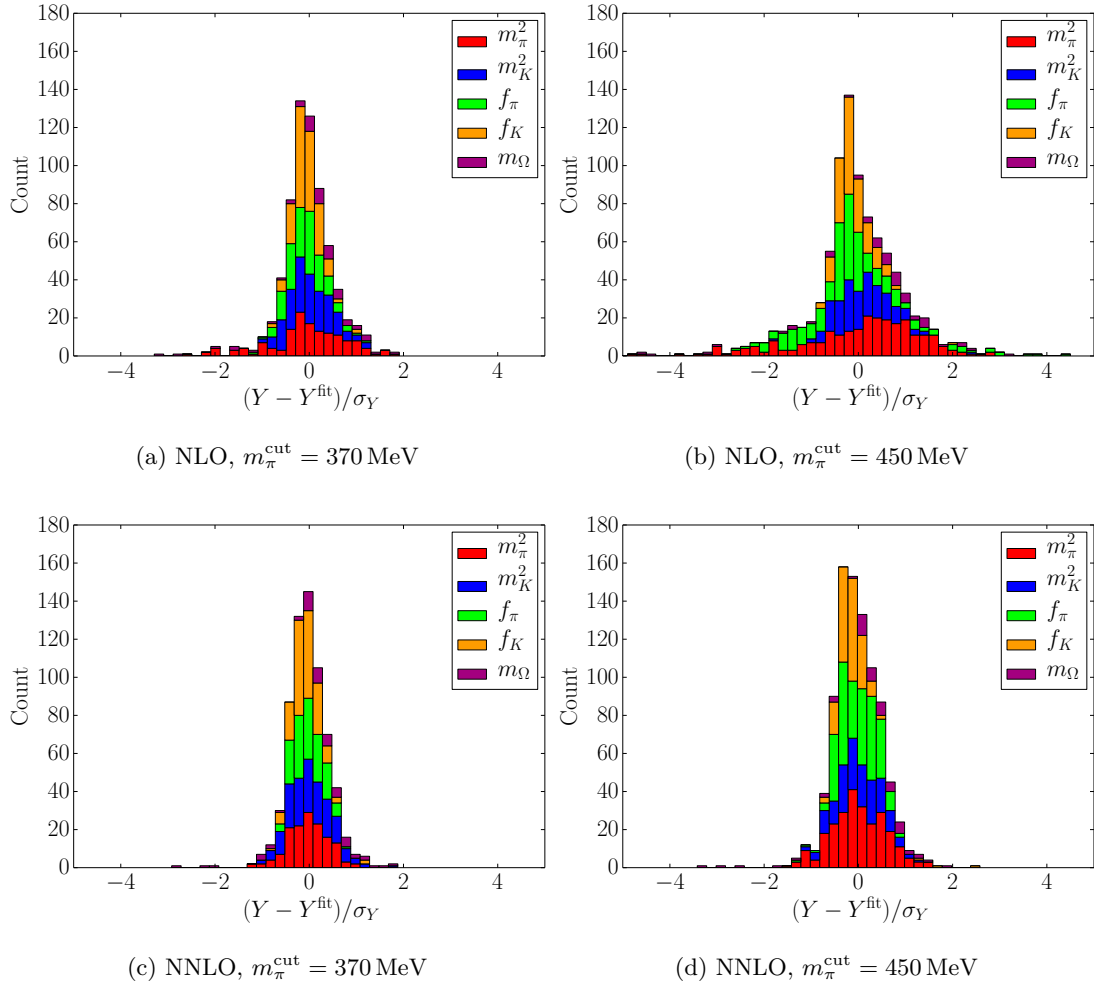 180
160
140
120
100
80
60
40
20
0
Count
−4 −2 0 2 4
(Y − Y^fit)/σ_Y
m_π^2
m_K^2
f_π
f_K
m_Ω
(a) NLO, m_π^cut = 370 MeV
180
160
140
120
100
80
60
40
20
0
Count
−4 −2 0 2 4
(Y − Y^fit)/σ_Y
m_π^2
m_K^2
f_π
f_K
m_Ω
(b) NLO, m_π^cut = 450 MeV
180
160
140
120
100
80
60
40
20
0
Count
−4 −2 0 2 4
(Y − Y^fit)/σ_Y
m_π^2
m_K^2
f_π
f_K
m_Ω
(c) NNLO, m_π^cut = 370 MeV
180
160
140
120
100
80
60
40
20
0
Count
−4 −2 0 2 4
(Y − Y^fit)/σ_Y
m_π^2
m_K^2
f_π
f_K
m_Ω
(d) NNLO, m_π^cut = 450 MeV